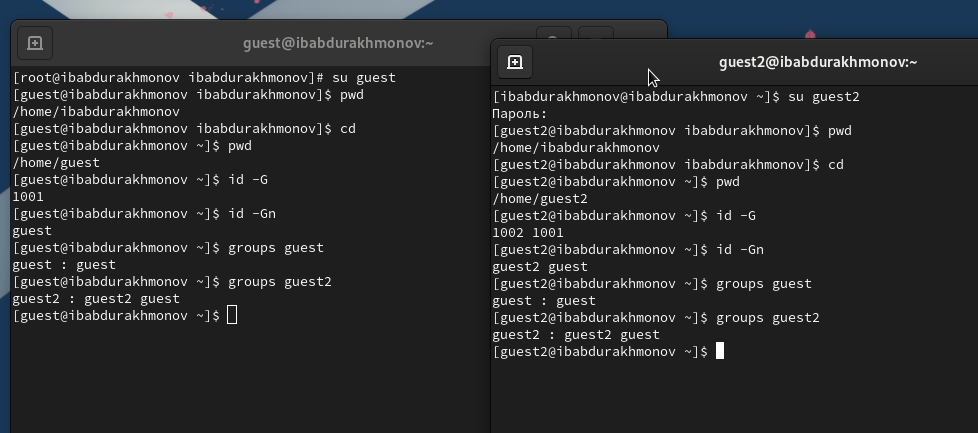 guest@ibabdurakhmonov:~
[root@ibabdurakhmonov ibabdurakhmonov]# su guest
[guest@ibabdurakhmonov ibabdurakhmonov]$ pwd
/home/ibabdurakhmonov
[guest@ibabdurakhmonov ibabdurakhmonov]$ cd
[guest@ibabdurakhmonov ~]$ pwd
/home/guest
[guest@ibabdurakhmonov ~]$ id -G
1001
[guest@ibabdurakhmonov ~]$ id -Gn
guest
[guest@ibabdurakhmonov ~]$ groups guest
guest : guest
[guest@ibabdurakhmonov ~]$ groups guest2
guest2 : guest2 guest
[guest@ibabdurakhmonov ~]$
guest2@ibabdurakhmonov:~
[ibabdurakhmonov@ibabdurakhmonov ~]$ su guest2
Пароль:
[guest2@ibabdurakhmonov ibabdurakhmonov]$ pwd
/home/ibabdurakhmonov
[guest2@ibabdurakhmonov ibabdurakhmonov]$ cd
[guest2@ibabdurakhmonov ~]$ pwd
/home/guest2
[guest2@ibabdurakhmonov ~]$ id -G
1002 1001
[guest2@ibabdurakhmonov ~]$ id -Gn
guest2 guest
[guest2@ibabdurakhmonov ~]$ groups guest
guest : guest
[guest2@ibabdurakhmonov ~]$ groups guest2
guest2 : guest2 guest
[guest2@ibabdurakhmonov ~]$